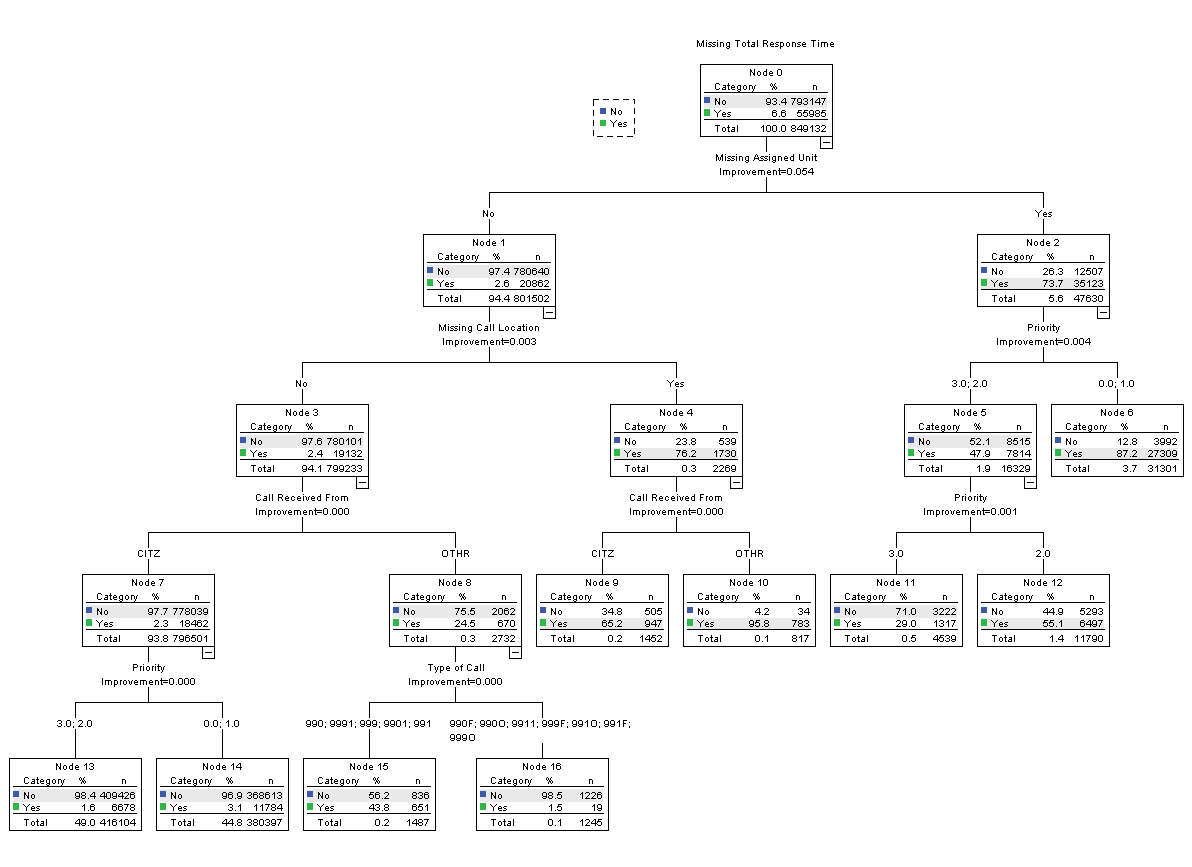 Missing Total Response Time
Node 0
Category % n
No 93.4 793147
Yes 6.6 55985
Total 100.0 849132
No
Yes
Missing Assigned Unit
Improvement=0.054
No
Yes
Node 1
Category % n
No 97.4 780640
Yes 2.6 20862
Total 94.4 801502
Node 2
Category % n
No 26.3 12507
Yes 73.7 35123
Total 5.6 47630
Missing Call Location
Improvement=0.003
Priority
Improvement=0.004
No
Yes
3.0; 2.0
0.0; 1.0
Node 3
Category % n
No 97.6 780101
Yes 2.4 19132
Total 94.1 799233
Node 4
Category % n
No 23.8 539
Yes 76.2 1730
Total 0.3 2269
Node 5
Category % n
No 52.1 8515
Yes 47.9 7814
Total 1.9 16329
Node 6
Category % n
No 12.8 3992
Yes 87.2 27309
Total 3.7 31301
Call Received From
Improvement=0.000
Call Received From
Improvement=0.000
Priority
Improvement=0.001
CITZ
OTHR
CITZ
OTHR
3.0
2.0
Node 7
Category % n
No 97.7 778039
Yes 2.3 18462
Total 93.8 796501
Node 8
Category % n
No 75.5 2062
Yes 24.5 670
Total 0.3 2732
Node 9
Category % n
No 34.8 505
Yes 65.2 947
Total 0.2 1452
Node 10
Category % n
No 4.2 34
Yes 95.8 783
Total 0.1 817
Node 11
Category % n
No 71.0 3222
Yes 29.0 1317
Total 0.5 4539
Node 12
Category % n
No 44.9 5293
Yes 55.1 6497
Total 1.4 11790
Priority
Improvement=0.000
Type of Call
Improvement=0.000
3.0; 2.0
0.0; 1.0
990; 9991; 999; 9901; 991
990F; 990O; 9911; 999F; 991O; 991F;
999O
Node 13
Category % n
No 98.4 409426
Yes 1.6 6678
Total 49.0 416104
Node 14
Category % n
No 96.9 368613
Yes 3.1 11784
Total 44.8 380397
Node 15
Category % n
No 56.2 836
Yes 43.8 651
Total 0.2 1487
Node 16
Category % n
No 98.5 1226
Yes 1.5 19
Total 0.1 1245